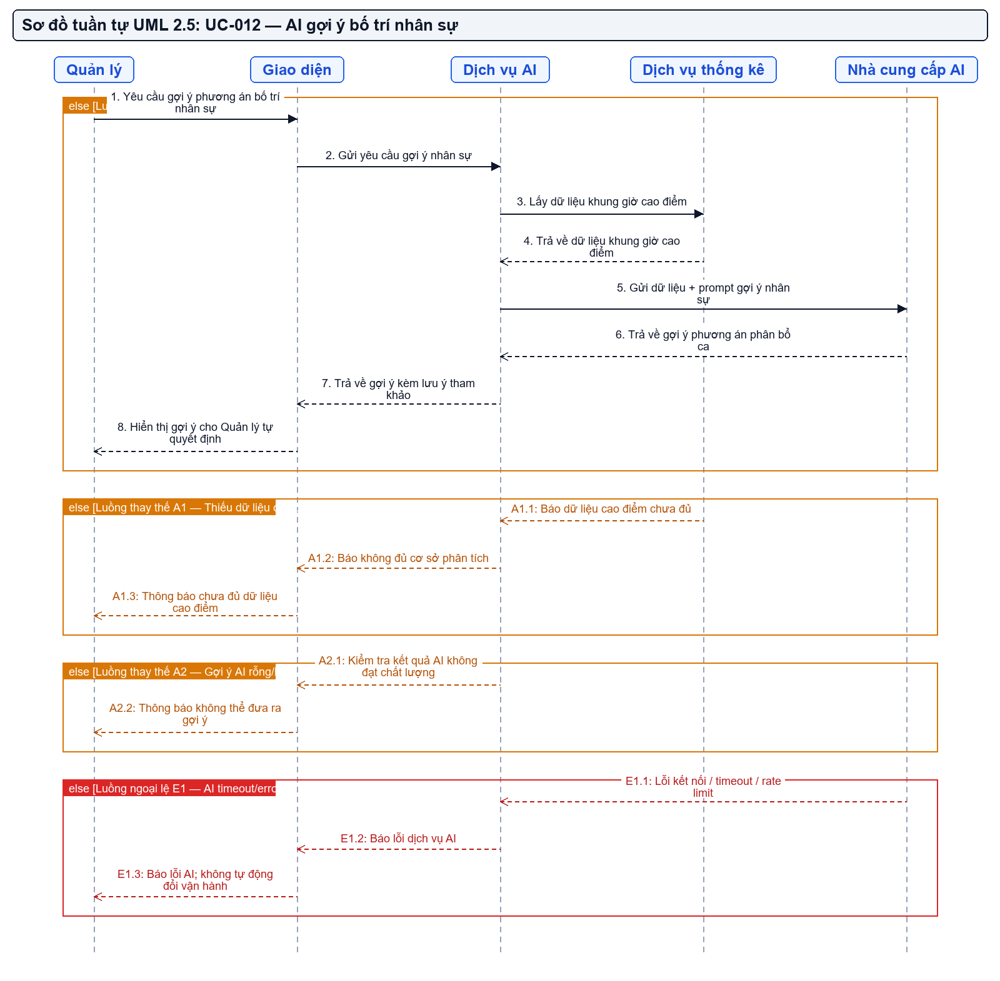 Sơ đồ tuần tự UML 2.5: UC-012 — AI gợi ý bố trí nhân sự
Quản lý
Giao diện
Dịch vụ AI
Dịch vụ thống kê
Nhà cung cấp AI
else [Lu
1. Yêu cầu gợi ý phương án bố trí
nhân sự
2. Gửi yêu cầu gợi ý nhân sự
3. Lấy dữ liệu khung giờ cao điểm
4. Trả về dữ liệu khung giờ cao
điểm
5. Gửi dữ liệu + prompt gợi ý nhân
sự
6. Trả về gợi ý phương án phân bổ
ca
7. Trả về gợi ý kèm lưu ý tham
khảo
8. Hiển thị gợi ý cho Quản lý tự
quyết định
else [Luồng thay thế A1 — Thiếu dữ liệu
A1.1: Báo dữ liệu cao điểm chưa đủ
A1.2: Báo không đủ cơ sở phân tích
A1.3: Thông báo chưa đủ dữ liệu
cao điểm
else [Luồng thay thế A2 — Gợi ý AI rỗng/
A2.1: Kiểm tra kết quả AI không
đạt chất lượng
A2.2: Thông báo không thể đưa ra
gợi ý
else [Luồng ngoại lệ E1 — AI timeout/erro
E1.1: Lỗi kết nối / timeout / rate
limit
E1.2: Báo lỗi dịch vụ AI
E1.3: Báo lỗi AI; không tự động
đổi vận hành